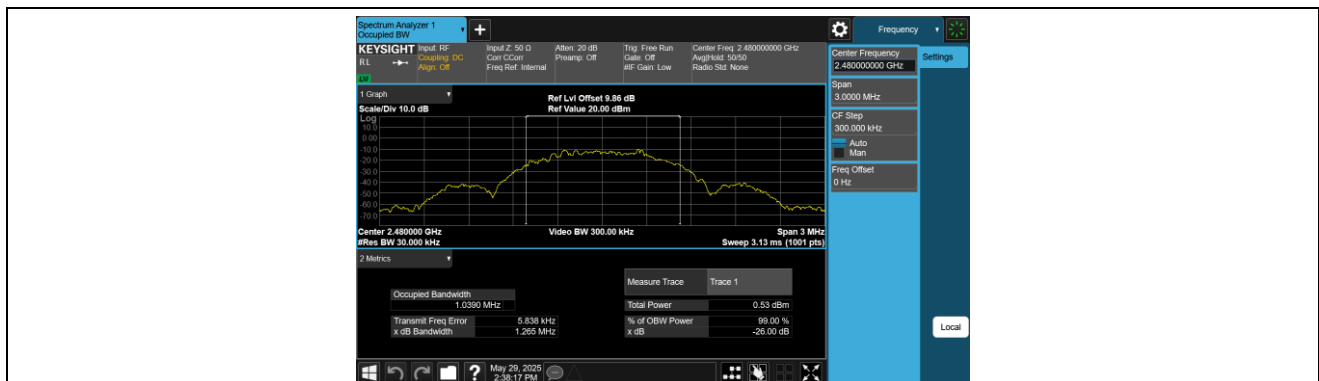 Spectrum Analyzer 1
Occupied BW
+
Frequency
KEYSIGHT
RL
LW
Input: RF
Coupling: DC
Align: Off
Input Z: 50 Ω
Corr CCorr
Freq Ref: Internal
Atten: 20 dB
Preamp: Off
Trig: Free Run
Gate: Off
#IF Gain: Low
Center Freq: 2.480000000 GHz
Avg|Hold: 50/50
Radio Std: None
Center Frequency
2.480000000 GHz
Settings
Span
3.0000 MHz
CF Step
300.000 kHz
Auto
Man
Freq Offset
0 Hz
Local
1 Graph
Scale/Div 10.0 dB
Ref Lvl Offset 9.86 dB
Ref Value 20.00 dBm
Log
10.0
0.00
-10.0
-20.0
-30.0
-40.0
-50.0
-60.0
-70.0
Center 2.480000 GHz
#Res BW 30.000 kHz
Video BW 300.00 kHz
Span 3 MHz
Sweep 3.13 ms (1001 pts)
2 Metrics
Measure Trace Trace 1
Occupied Bandwidth
1.0390 MHz
Total Power 0.53 dBm
Transmit Freq Error 5.838 kHz
% of OBW Power 99.00 %
x dB Bandwidth 1.265 MHz
x dB -26.00 dB
?
May 29, 2025
2:38:17 PM